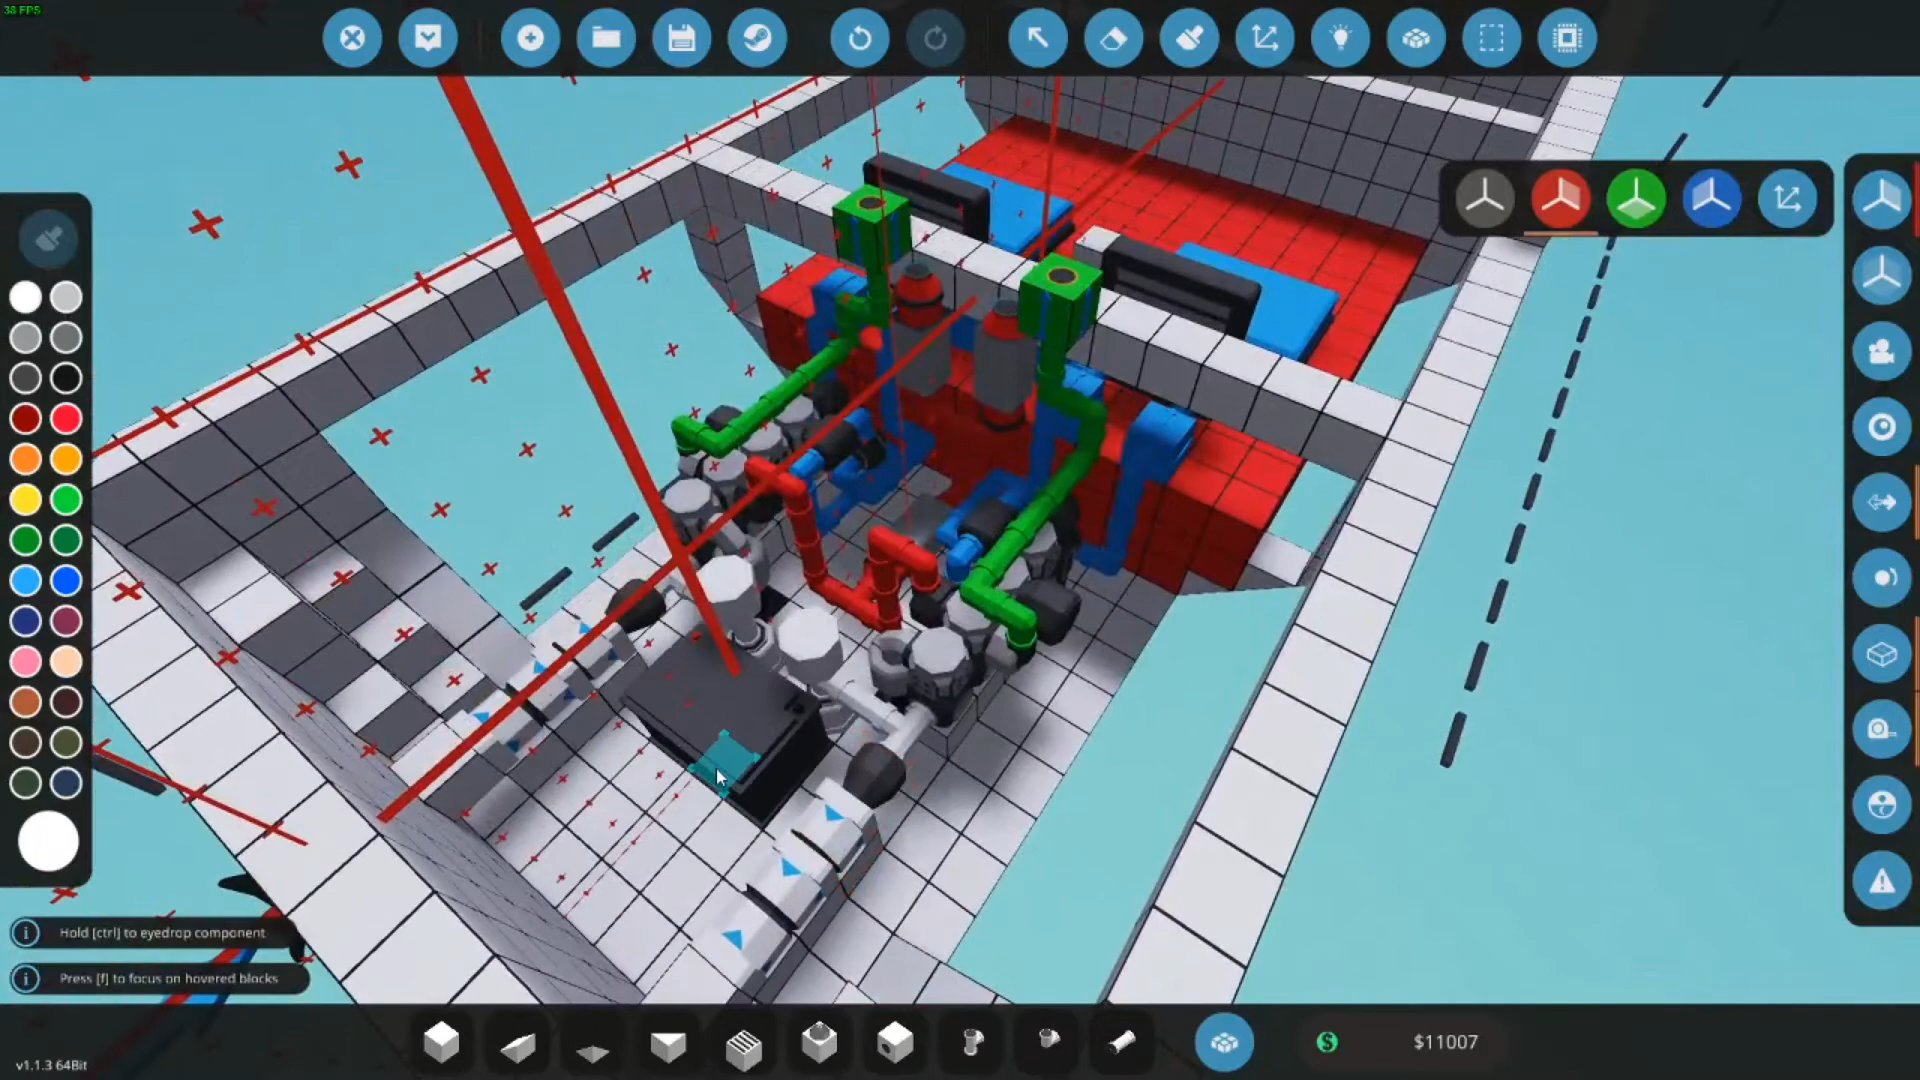 38 FPS
Hold [ctrl] to eyedrop component
Press [f] to focus on hovered blocks
v1.1.3 64Bit
$11007